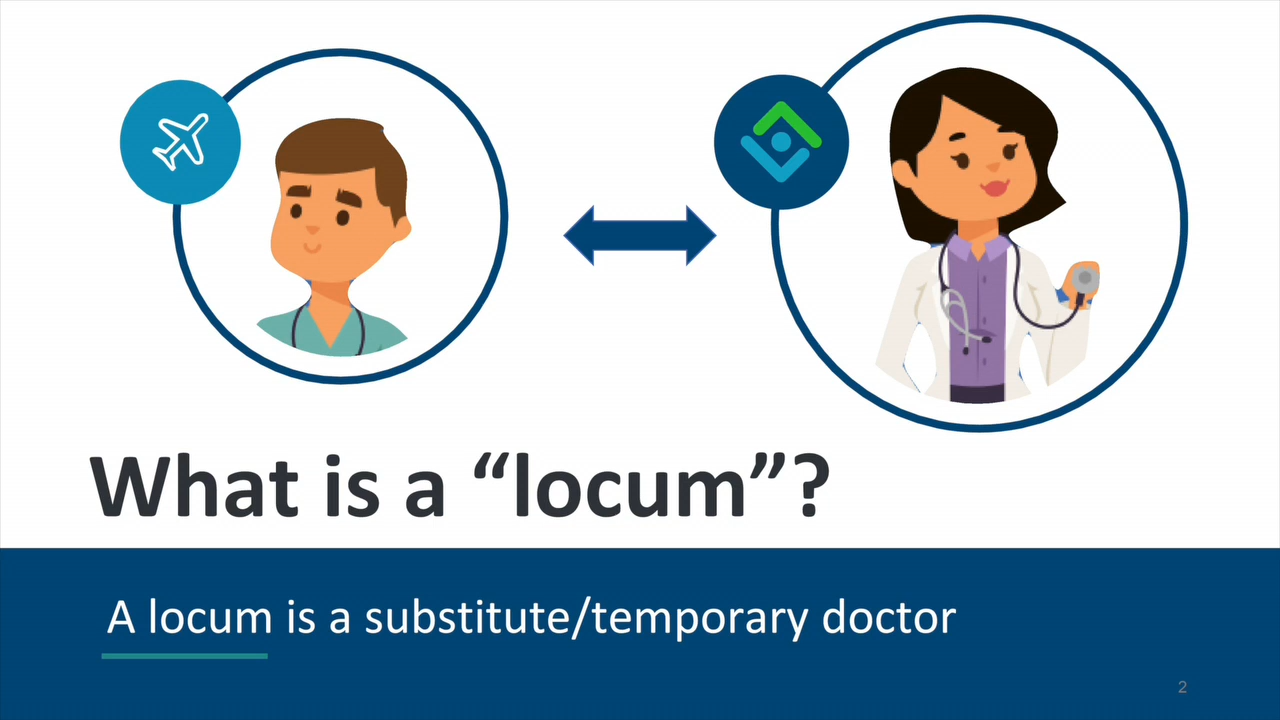 What is a “locum”?
A locum is a substitute/temporary doctor
2